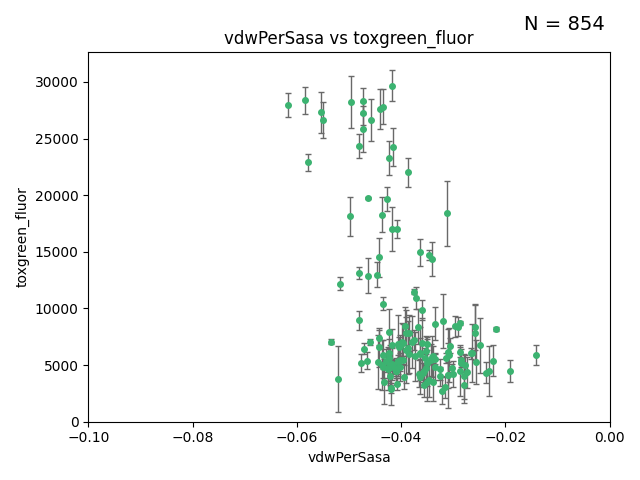 N = 854
vdwPerSasa vs toxgreen_fluor
30000
25000
20000
15000
10000
5000
0
toxgreen_fluor
−0.10 −0.08 −0.06 −0.04 −0.02 0.00
vdwPerSasa